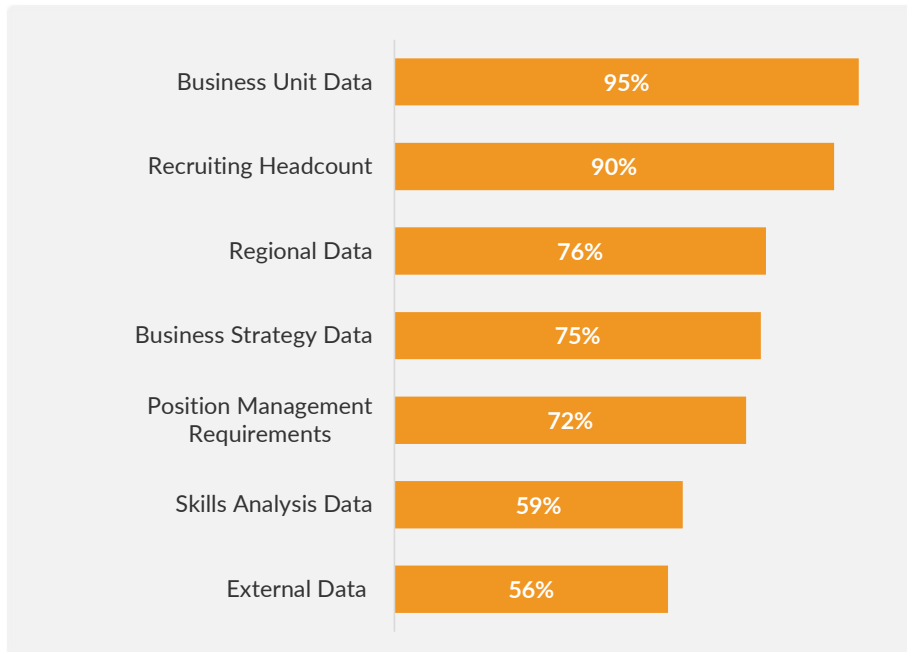 Business Unit Data
95%
Recruiting Headcount
90%
Regional Data
76%
Business Strategy Data
75%
Position Management
Requirements
72%
Skills Analysis Data
59%
External Data
56%